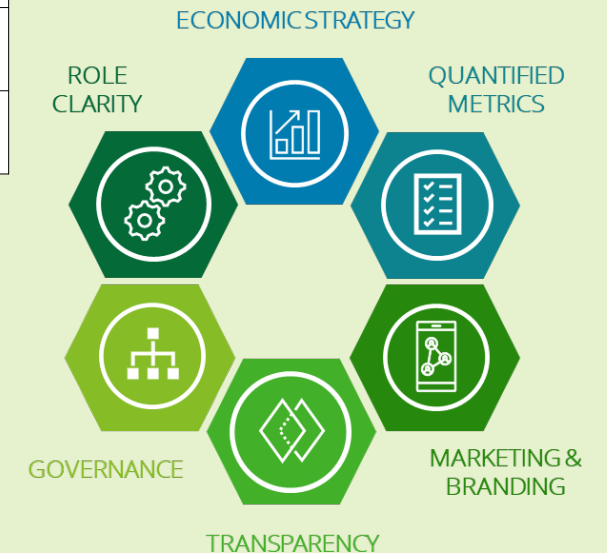 ECONOMIC STRATEGY
ROLE
CLARITY
QUANTIFIED
METRICS
GOVERNANCE
MARKETING &
BRANDING
TRANSPARENCY